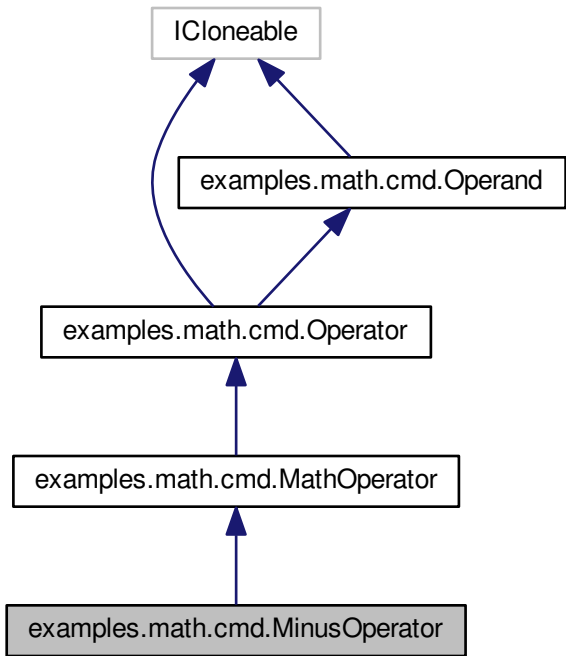 ICloneable
examples.math.cmd.Operand
examples.math.cmd.Operator
examples.math.cmd.MathOperator
examples.math.cmd.MinusOperator